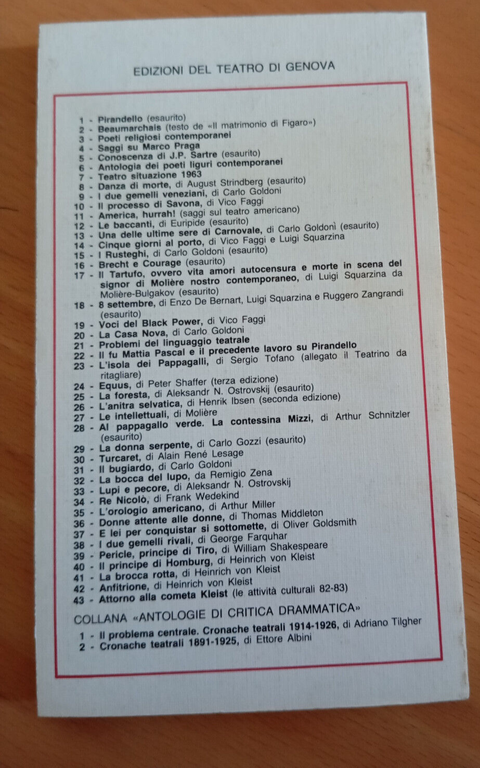 EDIZIONI DEL TEATRO DI GENOVA
1 - Pirandello (esaurito)
2 - Beaumarchais (testo de «Il matrimonio di Figaro»)
3 - Poeti religiosi contemporanei
4 - Saggi su Marco Praga
5 - Conoscenza di J.P. Sartre (esaurito)
6 - Antologia dei poeti liguri contemporanei
7 - Teatro situazione 1963
8 - Danza di morte, di August Strindberg (esaurito)
9 - I due gemelli veneziani, di Carlo Goldoni
10 - Il processo di Savona, di Vico Faggi
11 - America, hurrah! (saggi sul teatro americano)
12 - Le baccanti, di Euripide (esaurito)
13 - Una delle ultime sere di Carnovale, di Carlo Goldoni (esaurito)
14 - Cinque giorni al porto, di Vico Faggi e Luigi Squarzina
15 - I Rusteghi, di Carlo Goldoni (esaurito)
16 - Brecht e Courage (esaurito)
17 - Il Tartufo, ovvero vita amori autocensura e morte in scena del
signor di Molière nostro contemporaneo, di Luigi Squarzina da
Molière-Bulgakov (esaurito)
18 - 8 settembre, di Enzo De Bernart, Luigi Squarzina e Ruggero Zangrandi
(esaurito)
19 - Voci del Black Power, di Vico Faggi
20 - La Casa Nova, di Carlo Goldoni
21 - Problemi del linguaggio teatrale
22 - Il fu Mattia Pascal e il precedente lavoro su Pirandello
23 - L'isola dei Pappagalli, di Sergio Tofano (allegato il Teatrino da
ritagliare)
24 - Equus, di Peter Shaffer (terza edizione)
25 - La foresta, di Aleksandr N. Ostrovskij (esaurito)
26 - L'anitra selvatica, di Henrik Ibsen (seconda edizione)
27 - Le intellettuali, di Molière
28 - Al pappagallo verde. La contessina Mizzi, di Arthur Schnitzler
(esaurito)
29 - La donna serpente, di Carlo Gozzi (esaurito)
30 - Turcaret, di Alain René Lesage
31 - Il bugiardo, di Carlo Goldoni
32 - La bocca del lupo, da Remigio Zena
33 - Lupi e pecore, di Aleksandr N. Ostrovskij
34 - Re Nicolò, di Frank Wedekind
35 - L'orologio americano, di Arthur Miller
36 - Donne attente alle donne, di Thomas Middleton
37 - E lei per conquistar si sottomette, di Oliver Goldsmith
38 - I due gemelli rivali, di George Farquhar
39 - Pericle, principe di Tiro, di William Shakespeare
40 - Il principe di Homburg, di Heinrich von Kleist
41 - La brocca rotta, di Heinrich von Kleist
42 - Anfitrione, di Heinrich von Kleist
43 - Attorno alla cometa Kleist (le attività culturali 82-83)
COLLANA «ANTOLOGIE DI CRITICA DRAMMATICA»
1 - Il problema centrale. Cronache teatrali 1914-1926, di Adriano Tilgher
2 - Cronache teatrali 1891-1925, di Ettore Albini